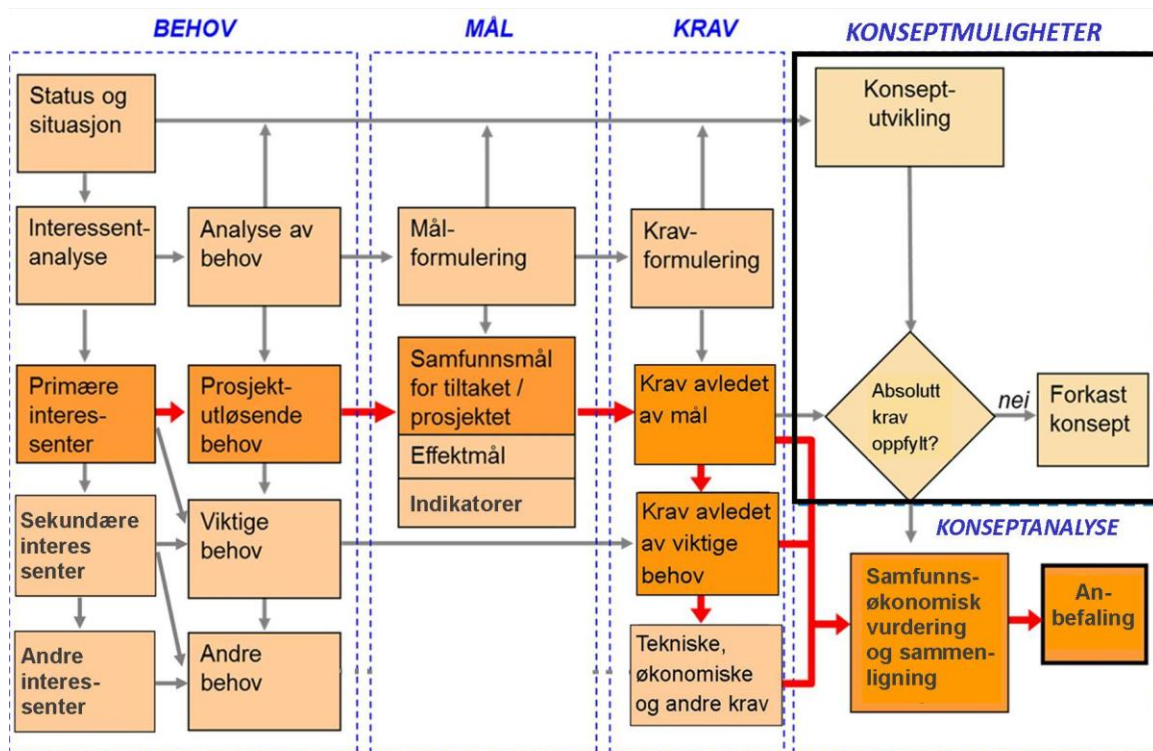 BEHOV
MÅL
KRAV
KONSEPTMULIGHETER
Status og
situasjon
Konsept-
utvikling
Interessent-
analyse
Analyse av
behov
Mål-
formulering
Krav-
formulering
Primære
interes-
senter
Prosjekt-
utløsende
behov
Samfunnsmål
for tiltaket /
prosjektet
Effektmål
Indikatorer
Krav avledet
av mål
Absolutt
krav
oppfylt?
nei
Forkast
konsept
Sekundære
interes
senter
Viktige
behov
Krav avledet
av viktige
behov
KONSEPTANALYSE
Samfunns-
økonomisk
vurdering
og sammen-
ligning
An-
befaling
Andre
interes-
senter
Andre
behov
Tekniske,
økonomiske
og andre krav